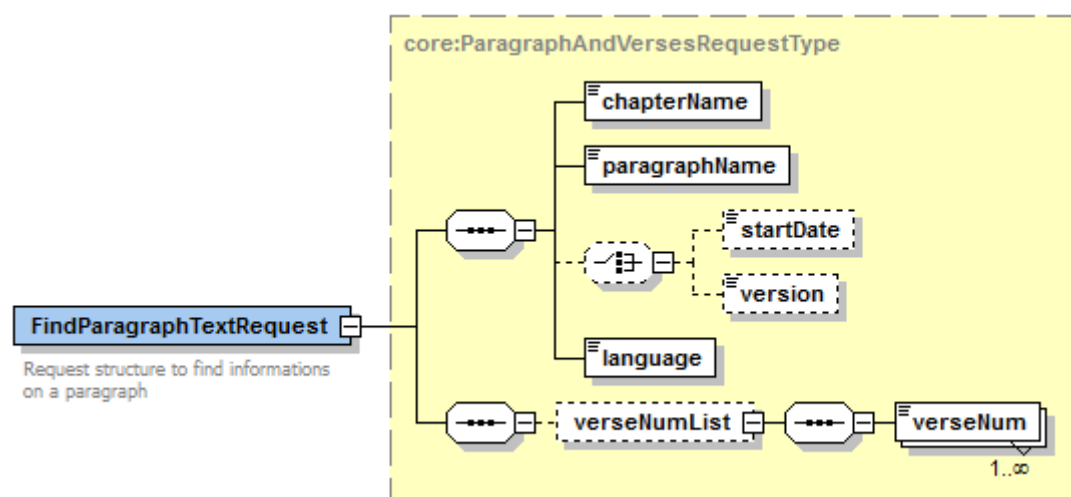 core:ParagraphAndVersesRequestType
chapterName
paragraphName
startDate
version
FindParagraphTextRequest
Request structure to find informations
on a paragraph
language
verseNumList
verseNum
1..∞